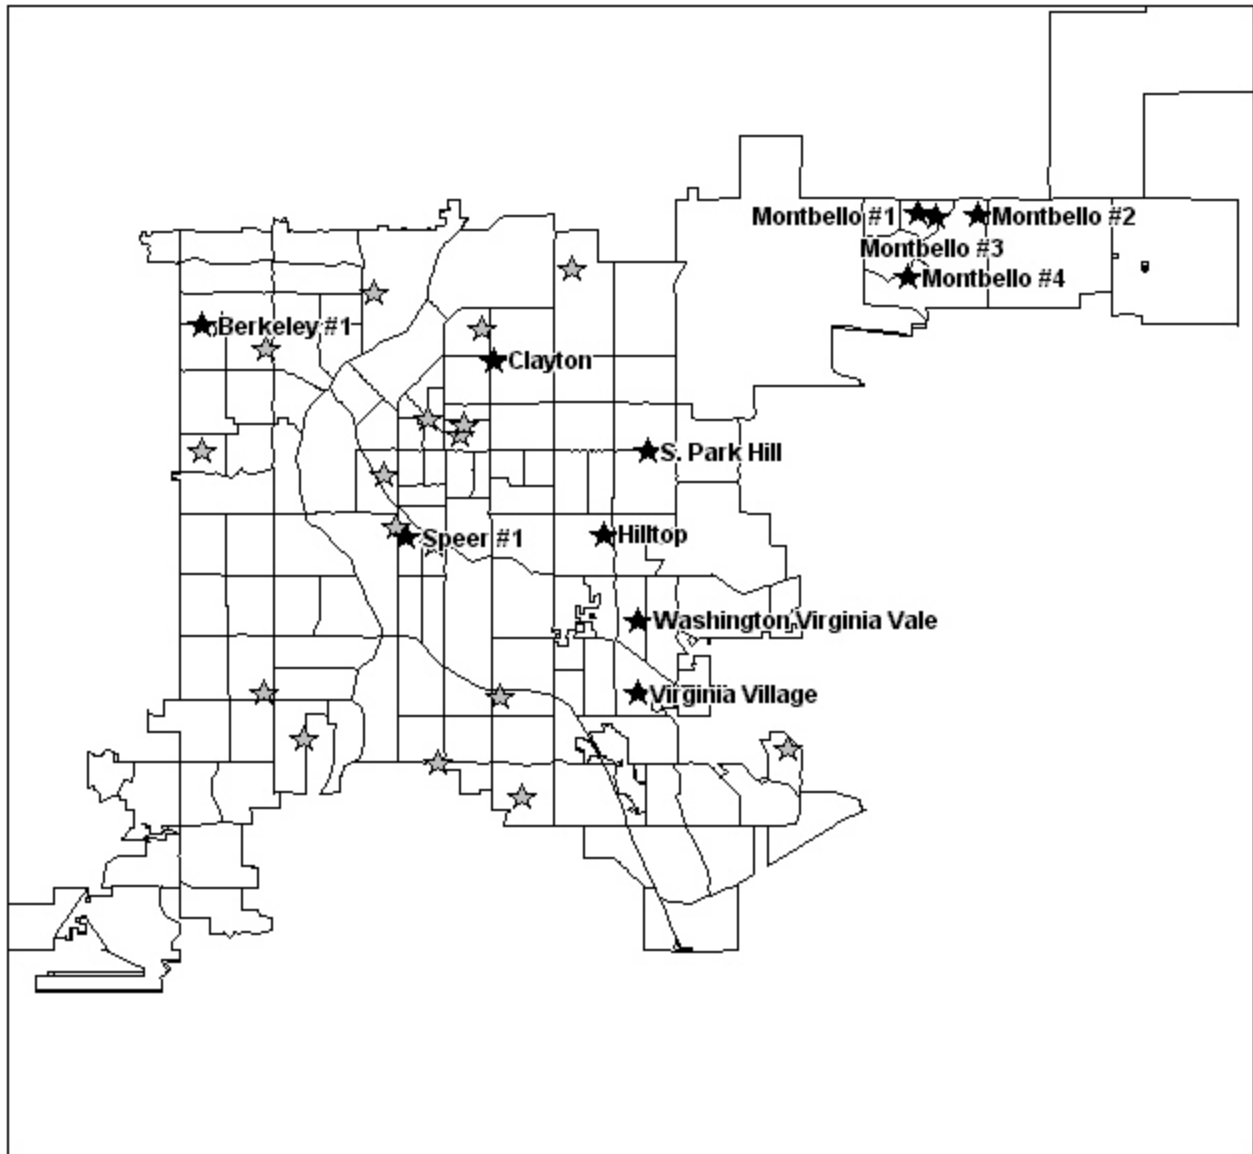 Montbello #1
Montbello #2
Montbello #3
Montbello #4
Berkeley #1
Clayton
S. Park Hill
Speer #1
Hilltop
Washington Virginia Vale
Virginia Village